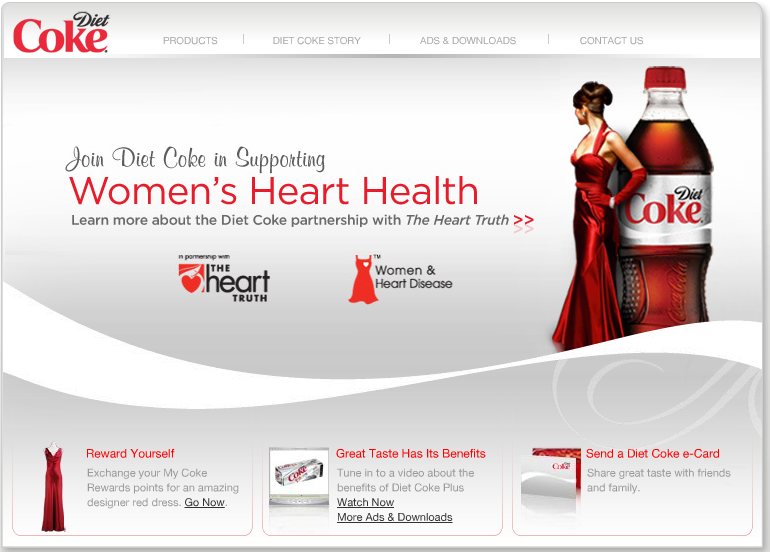 Diet
Coke
PRODUCTS
DIET COKE STORY
ADS & DOWNLOADS
CONTACT US
Join Diet Coke in Supporting
Women's Heart Health
Learn more about the Diet Coke partnership with The Heart Truth >>
in partnership with
THE
heart
TRUTH
TM
Women &
Heart Disease
Diet
Coke
Coca-Cola
Reward Yourself
Exchange your My Coke
Rewards points for an amazing
designer red dress. Go Now.
Coke
Great Taste Has Its Benefits
Tune in to a video about the
benefits of Diet Coke Plus
Watch Now
More Ads & Downloads
Coke
Send a Diet Coke e-Card
Share great taste with friends
and family.